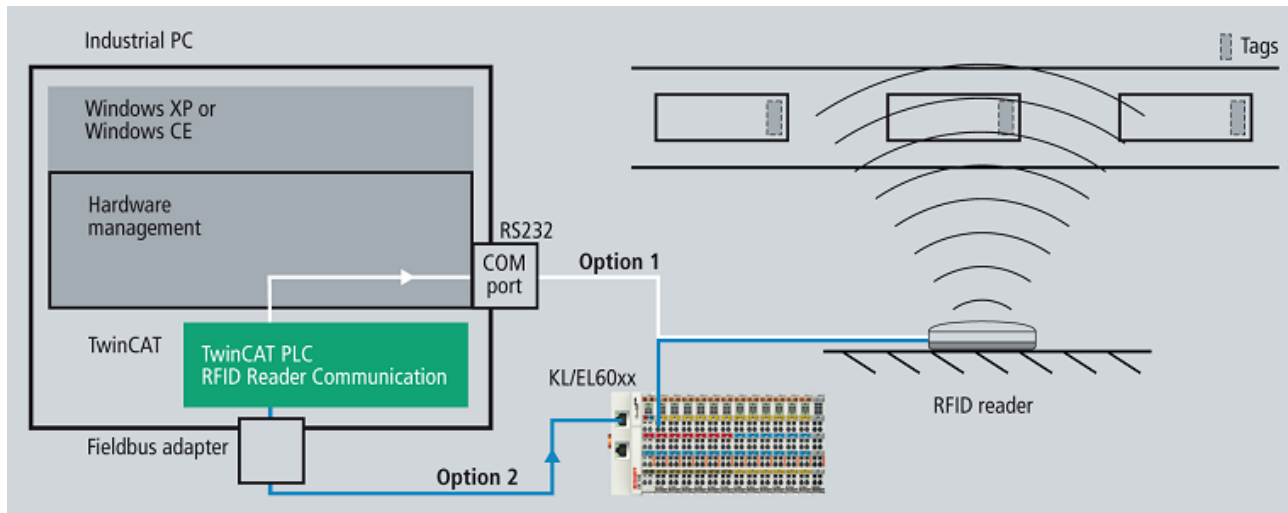 Industrial PC
Tags
Windows XP or
Windows CE
Hardware
management
RS232
COM
port
Option 1
TwinCAT
TwinCAT PLC
RFID Reader Communication
KL/EL60xx
RFID reader
Fieldbus adapter
Option 2